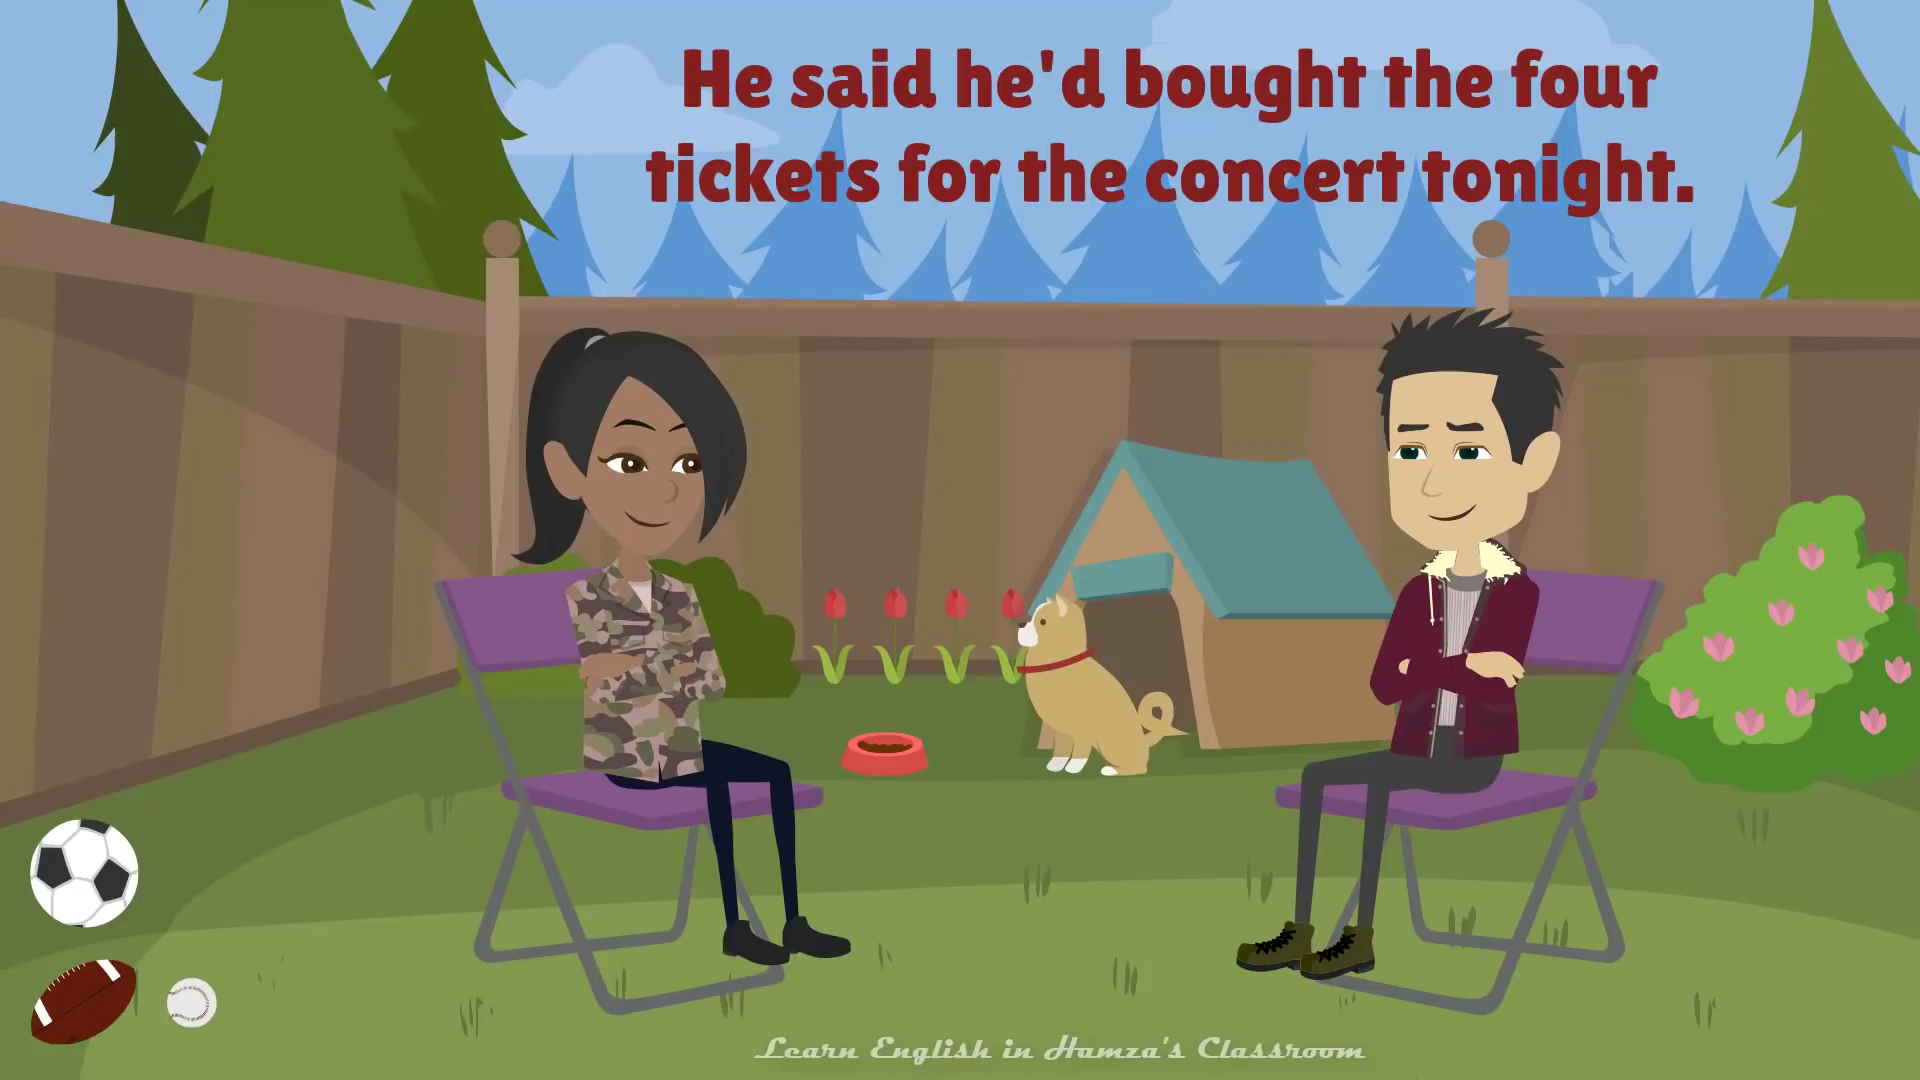 He said he'd bought the four
tickets for the concert tonight.
Learn English in Hamza's Classroom